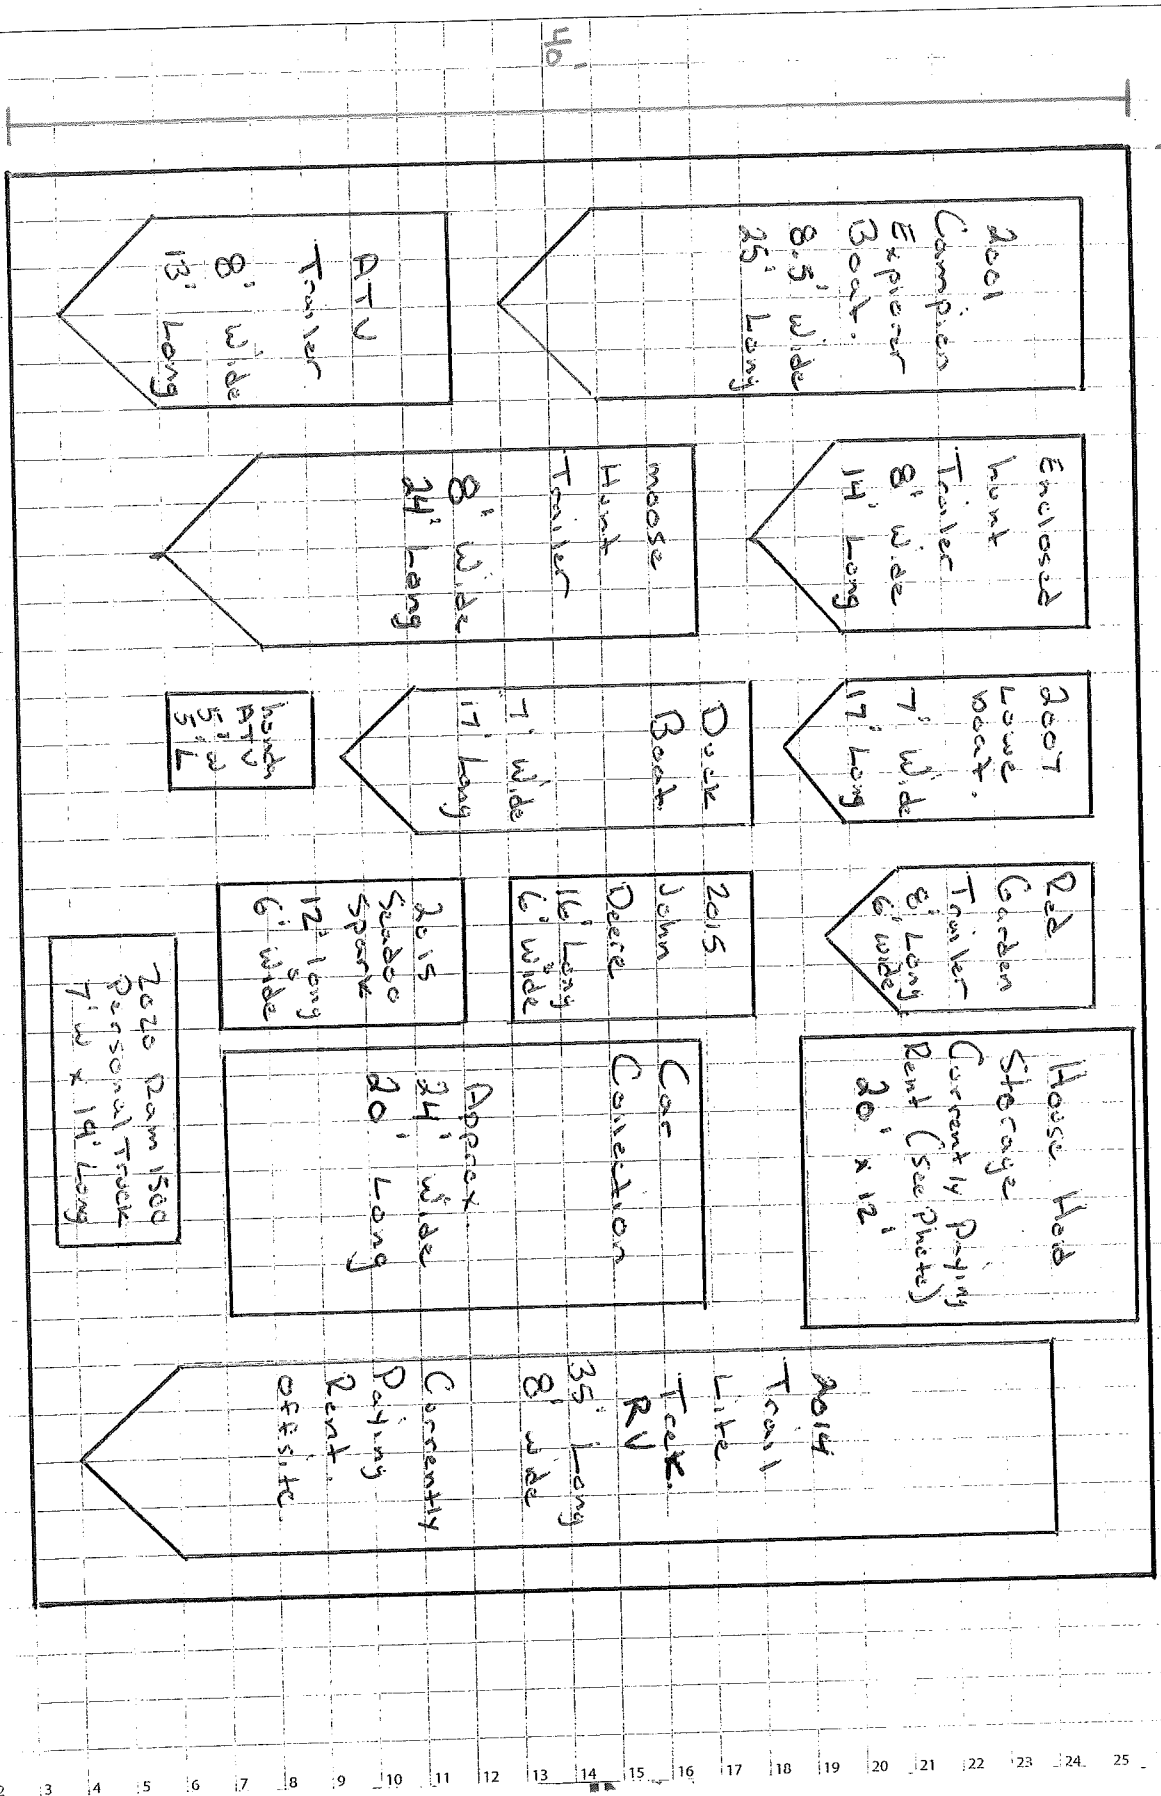 40'
2001
Campion
Explorer
Boat.
8.5' Wide
25' Long
ATV
Trailer
8' Wide
13' Long
Enclosed
hunt
Trailer
8' Wide
14' Long
moose
Hunt
Trailer
8' Wide
24' Long
2007
Lowe
boat.
7' Wide
17' Long
Duck
Boat
7' Wide
17' Long
honda
ATV
5' W
5' L
Red
Garden
Trailer
8' Long
6' wide
2015
John
Deere
16' Long
6' Wide
2015
Seadoo
Spark
12' long
6' Wide
House Hold
Storage
Currently Paying
Rent (see photo)
20' x 12'
Car
Collection
Approx
24' Wide
20' Long
2020 Ram 1500
Personal Truck
7' W x 19' Long
2014
Trail
Lite
Trek.
RV
35' Long
8' wide
Currently
Paying
Rent.
offsite.
3 4 5 6 7 8 9 10 11 12 13 14 15 16 17 18 19 20 21 22 23 24 25